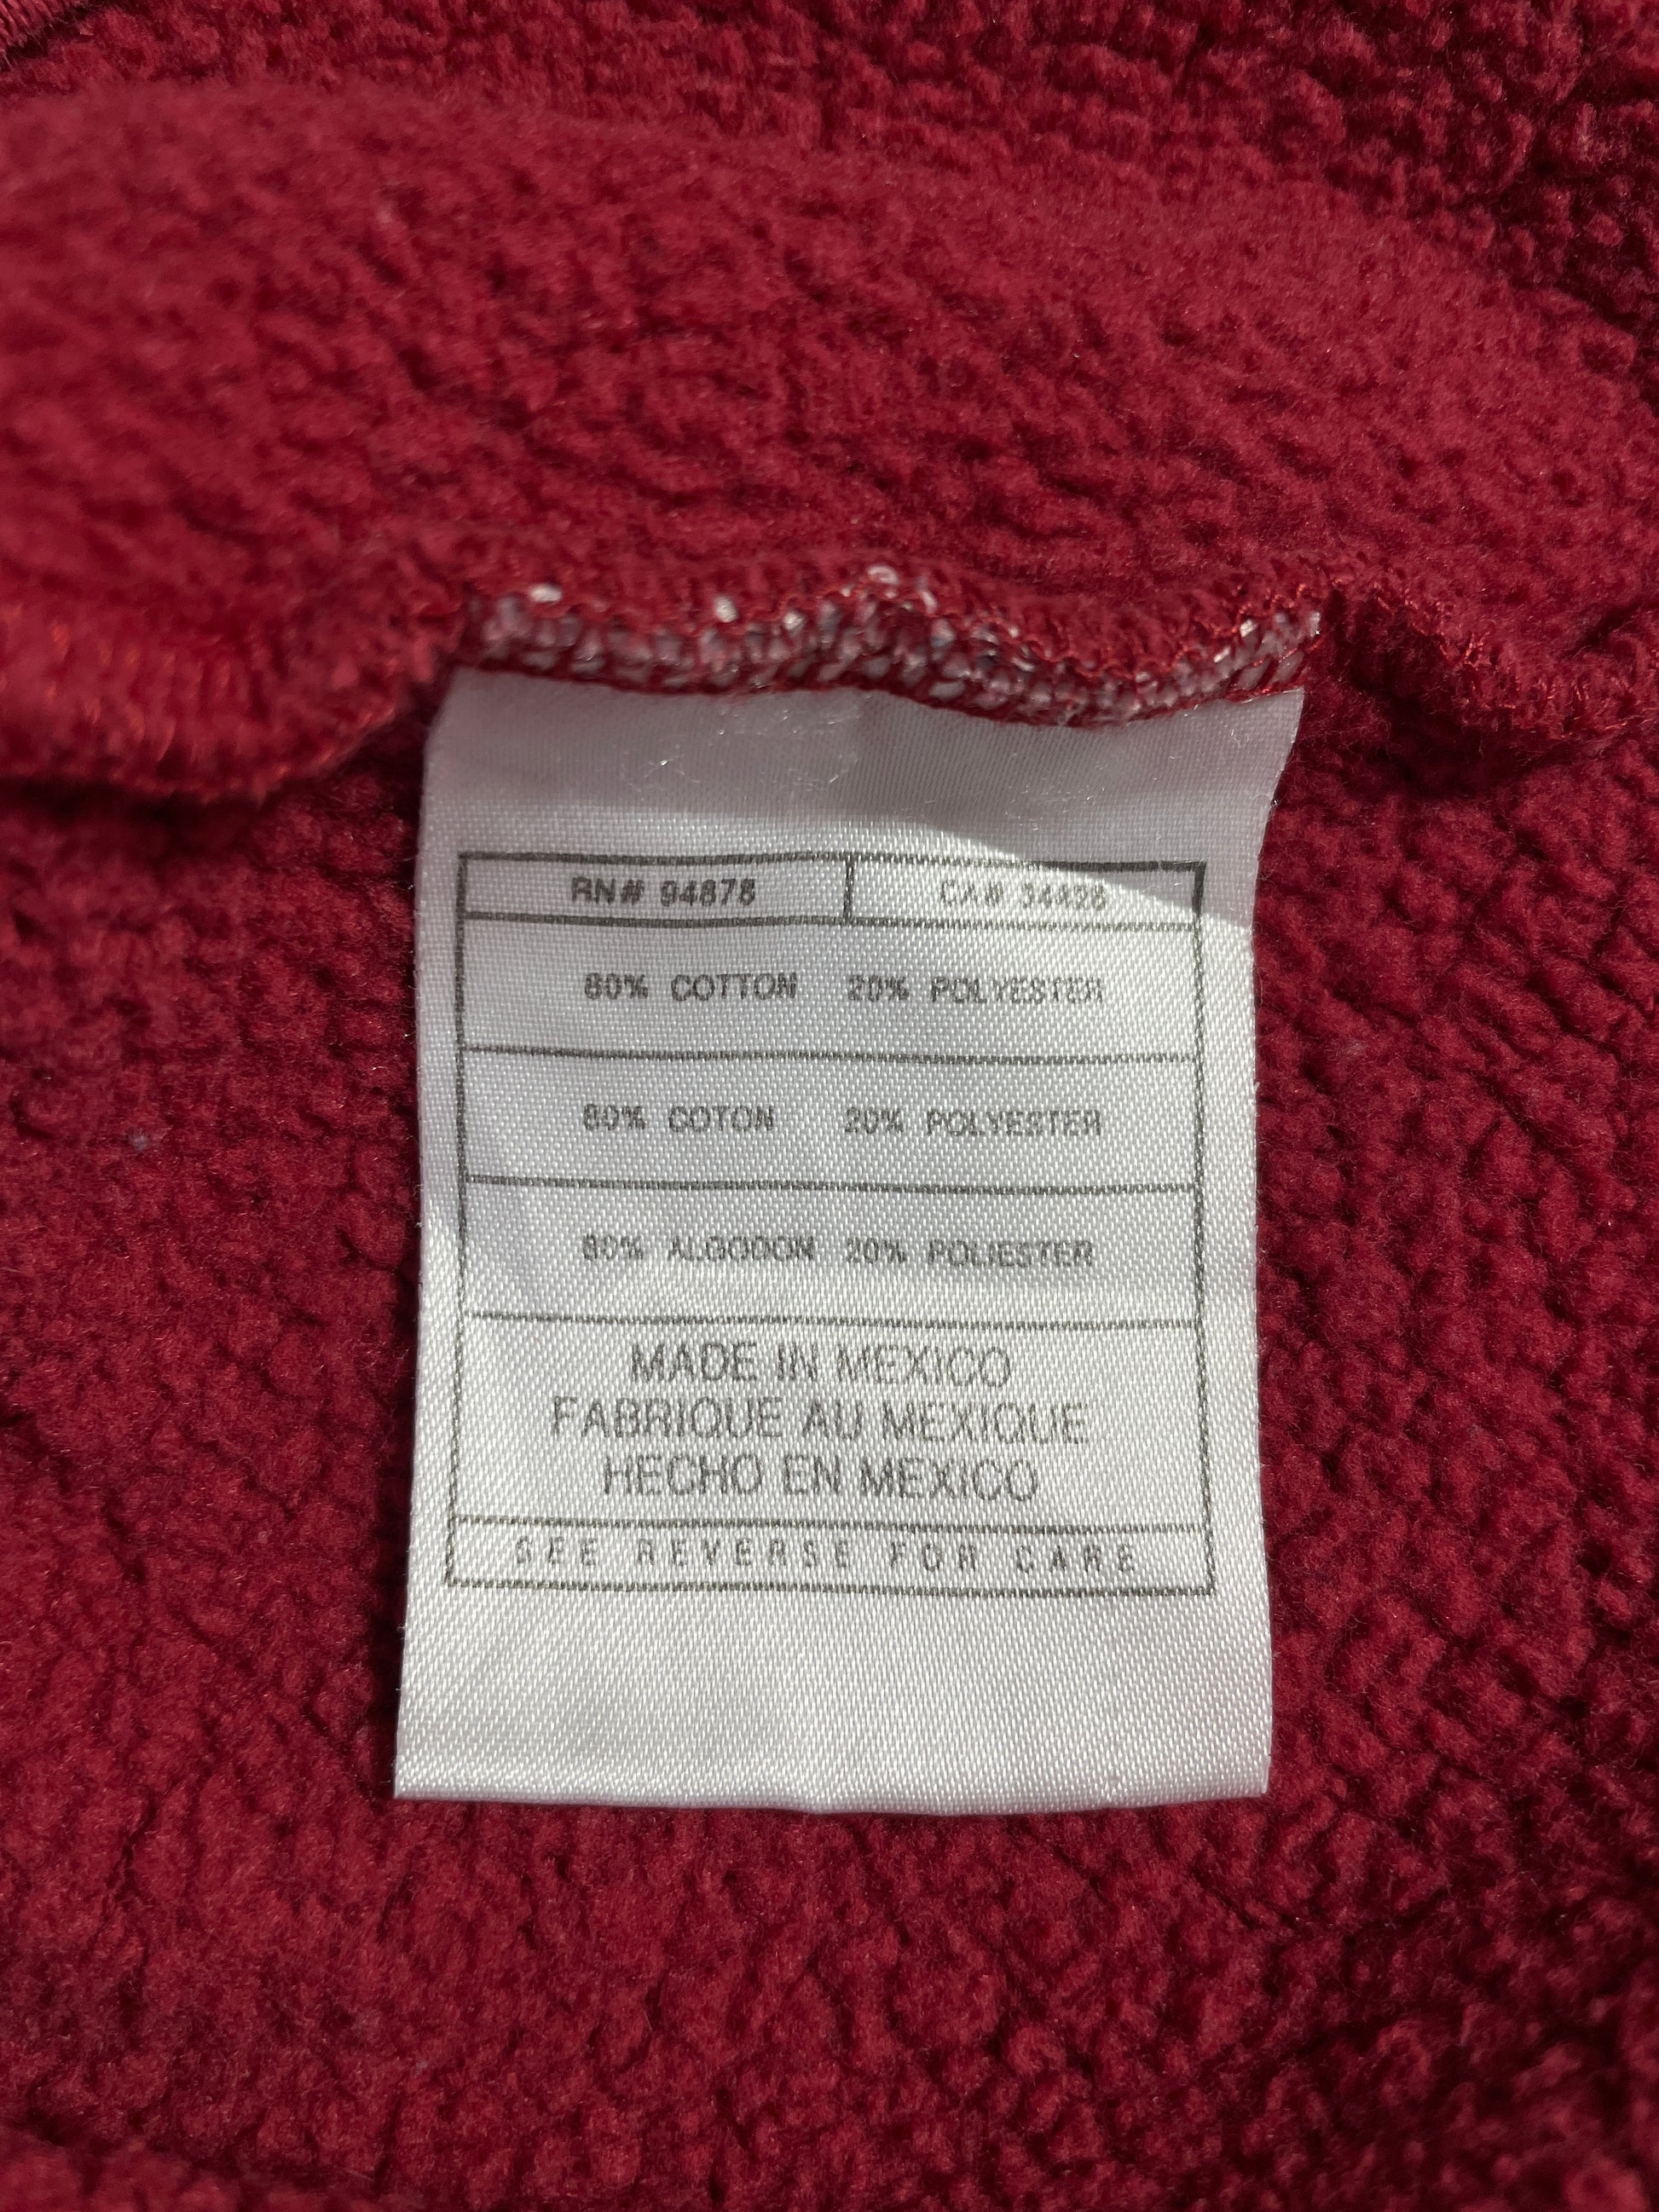 RN# 94878 CA# 34428
80% COTTON 20% POLYESTER
80% COTON 20% POLYESTER
80% ALGODON 20% POLIESTER
MADE IN MEXICO
FABRIQUE AU MEXIQUE
HECHO EN MEXICO
SEE REVERSE FOR CARE